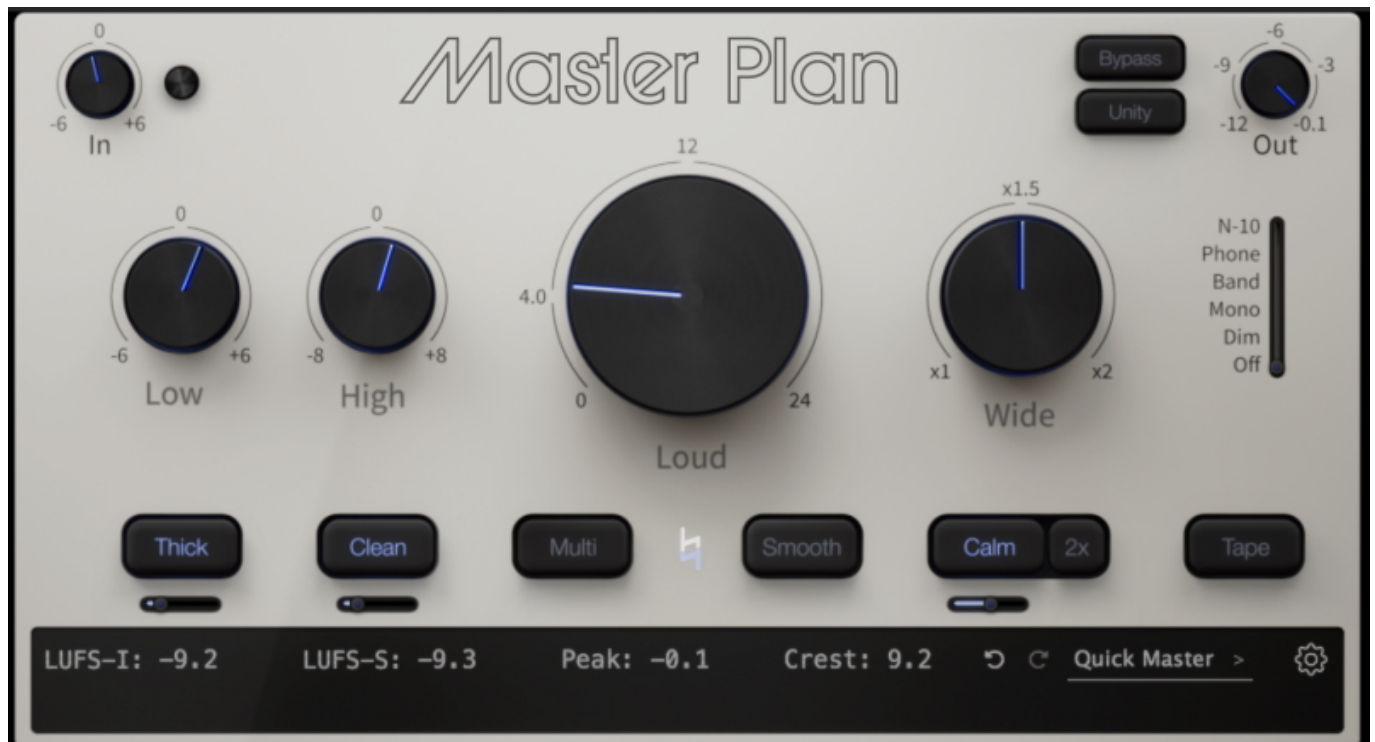 Master Plan
0
-6 +6
In
Bypass
Unity
-6
-9 -3
-12 -0.1
Out
0
-6 +6
Low
0
-8 +8
High
12
4.0
0 24
Loud
x1.5
x1 x2
Wide
N-10
Phone
Band
Mono
Dim
Off
Thick
Clean
Multi
Smooth
Calm
2x
Tape
LUFS-I: -9.2 LUFS-S: -9.3 Peak: -0.1 Crest: 9.2 Quick Master >